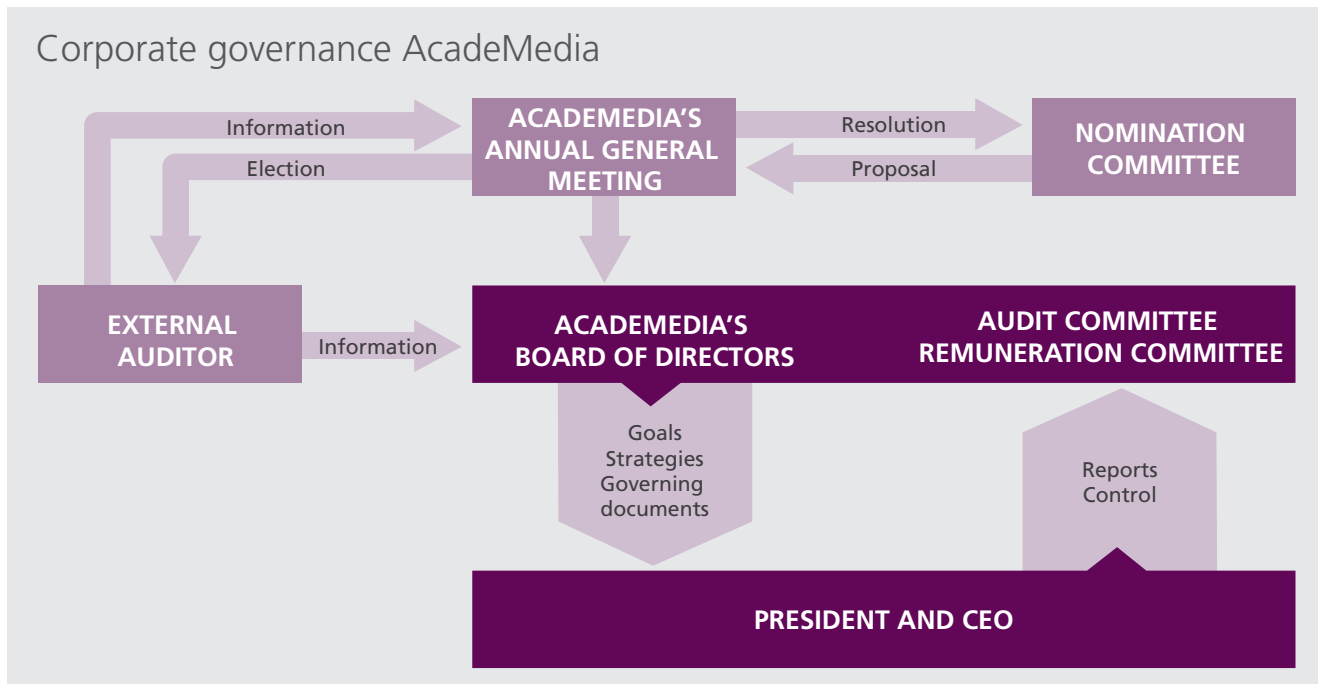 Corporate governance AcadeMedia
Information
Election
ACADEMEDIA’S
ANNUAL GENERAL
MEETING
Resolution
Proposal
NOMINATION
COMMITTEE
EXTERNAL
AUDITOR
Information
ACADEMEDIA’S
BOARD OF DIRECTORS
AUDIT COMMITTEE
REMUNERATION COMMITTEE
Goals
Strategies
Governing
documents
Reports
Control
PRESIDENT AND CEO